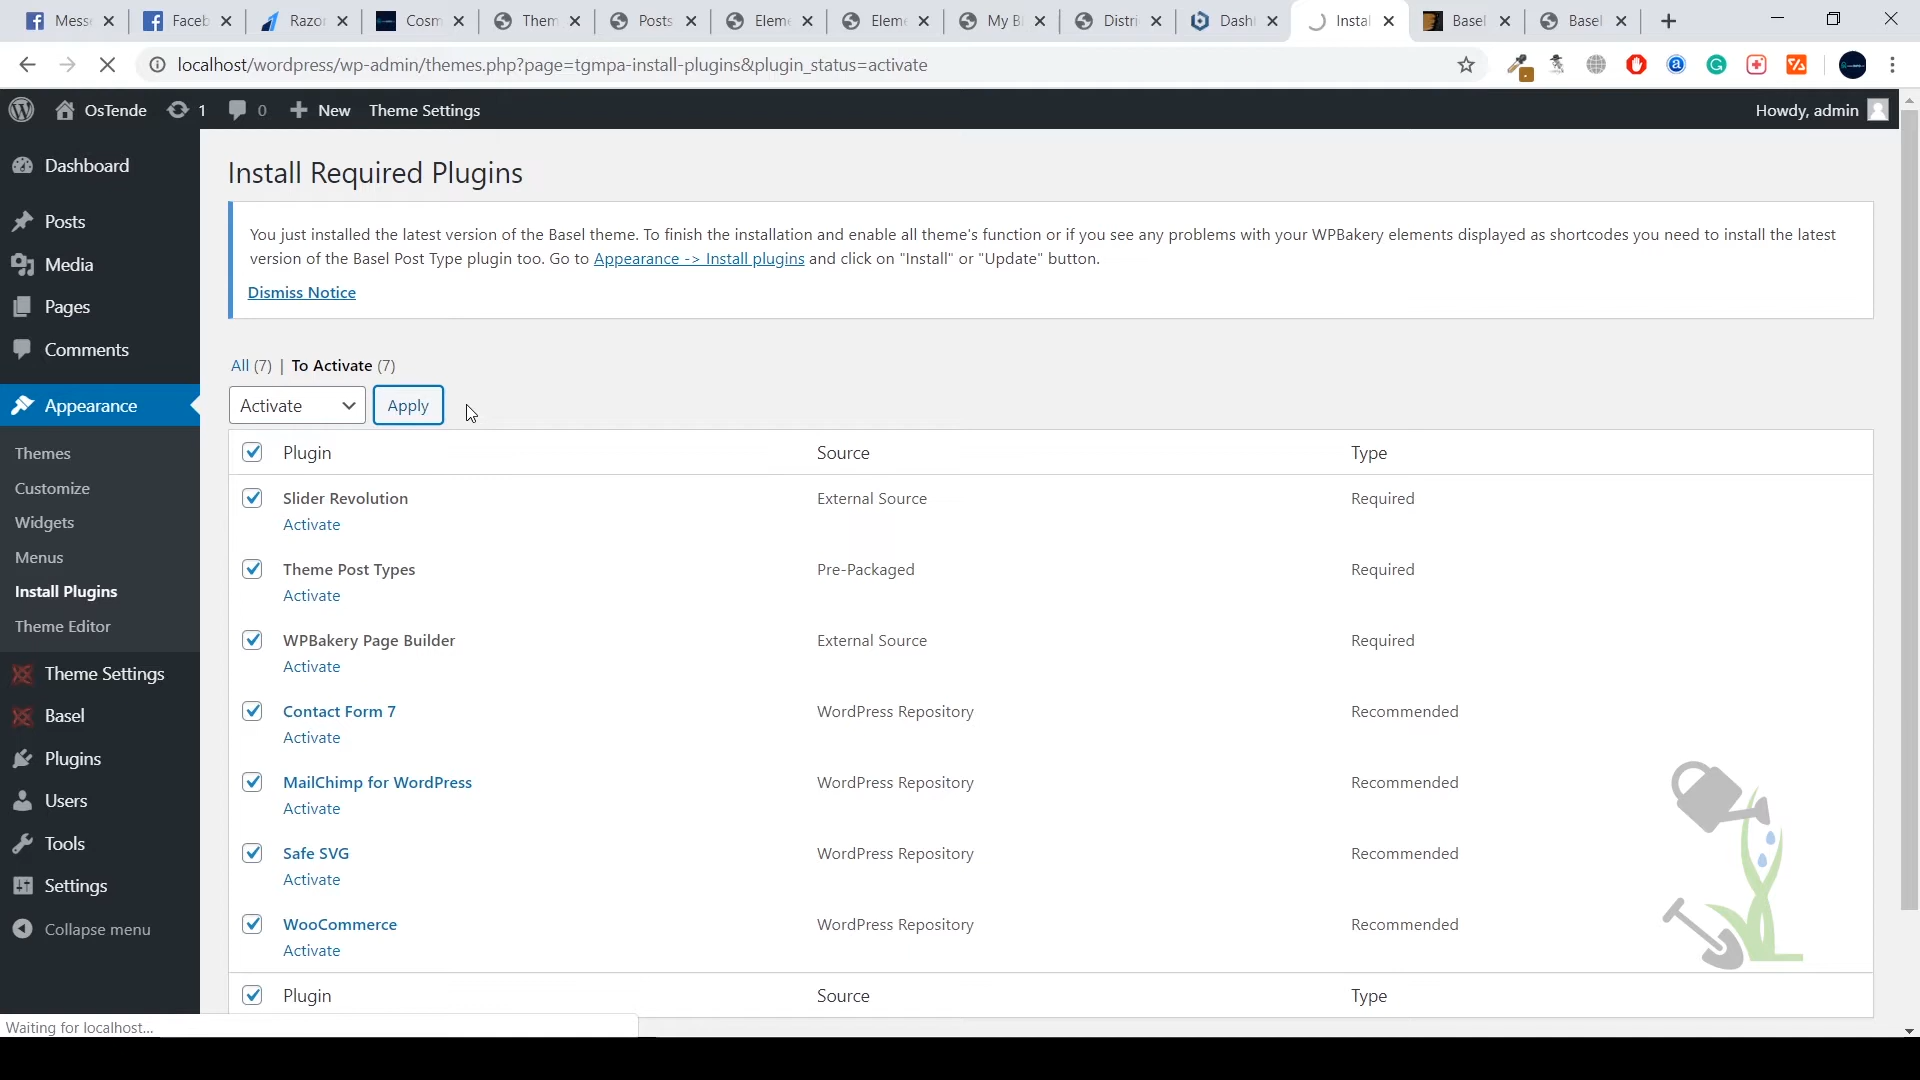 Messe
Faceb
Razor
Cosm
Them
Posts
Eleme
Eleme
My B
Distri
Dashl
Instal
Basel
Basel
localhost/wordpress/wp-admin/themes.php?page=tgmpa-install-plugins&plugin_status=activate
OsTende 1 0 New Theme Settings Howdy, admin
Dashboard
Posts
Media
Pages
Comments
Appearance
Themes
Customize
Widgets
Menus
Install Plugins
Theme Editor
Theme Settings
Basel
Plugins
Users
Tools
Settings
Collapse menu
Install Required Plugins
You just installed the latest version of the Basel theme. To finish the installation and enable all theme's function or if you see any problems with your WPBakery elements displayed as shortcodes you need to install the latest
version of the Basel Post Type plugin too. Go to Appearance -> Install plugins and click on "Install" or "Update" button.
Dismiss Notice
All (7) | To Activate (7)
Activate Apply
Plugin Source Type
Slider Revolution External Source Required
Activate
Theme Post Types Pre-Packaged Required
Activate
WPBakery Page Builder External Source Required
Activate
Contact Form 7 WordPress Repository Recommended
Activate
MailChimp for WordPress WordPress Repository Recommended
Activate
Safe SVG WordPress Repository Recommended
Activate
WooCommerce WordPress Repository Recommended
Activate
Plugin Source Type
Waiting for localhost...